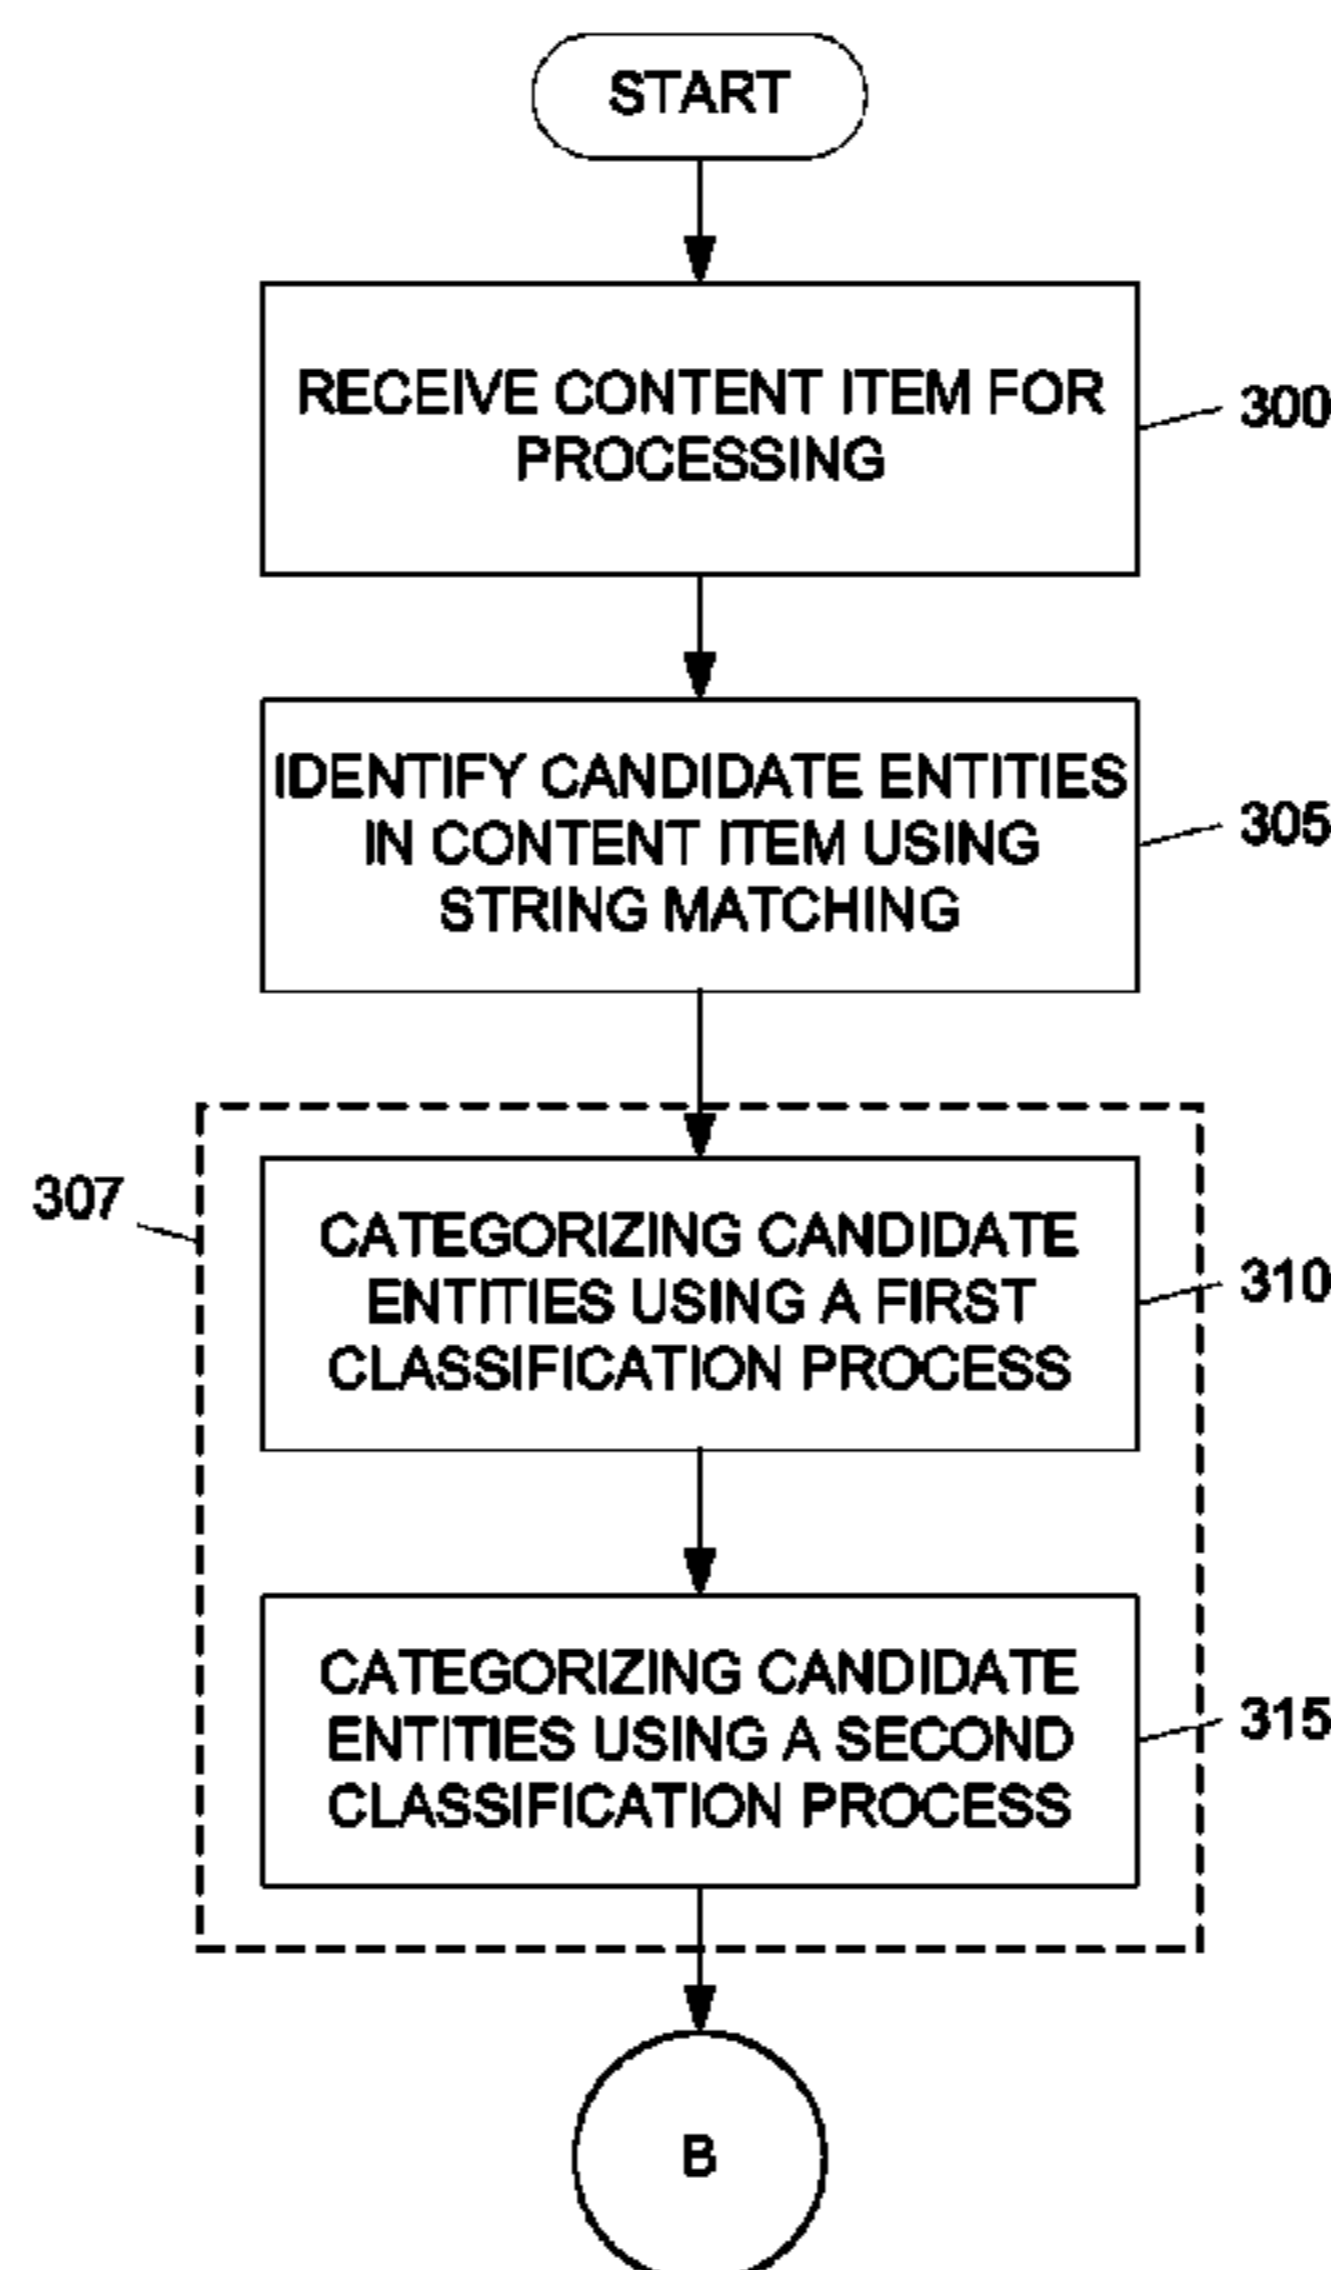 START
RECEIVE CONTENT ITEM FOR
PROCESSING
300
IDENTIFY CANDIDATE ENTITIES
IN CONTENT ITEM USING
STRING MATCHING
305
307
CATEGORIZING CANDIDATE
ENTITIES USING A FIRST
CLASSIFICATION PROCESS
310
CATEGORIZING CANDIDATE
ENTITIES USING A SECOND
CLASSIFICATION PROCESS
315
B